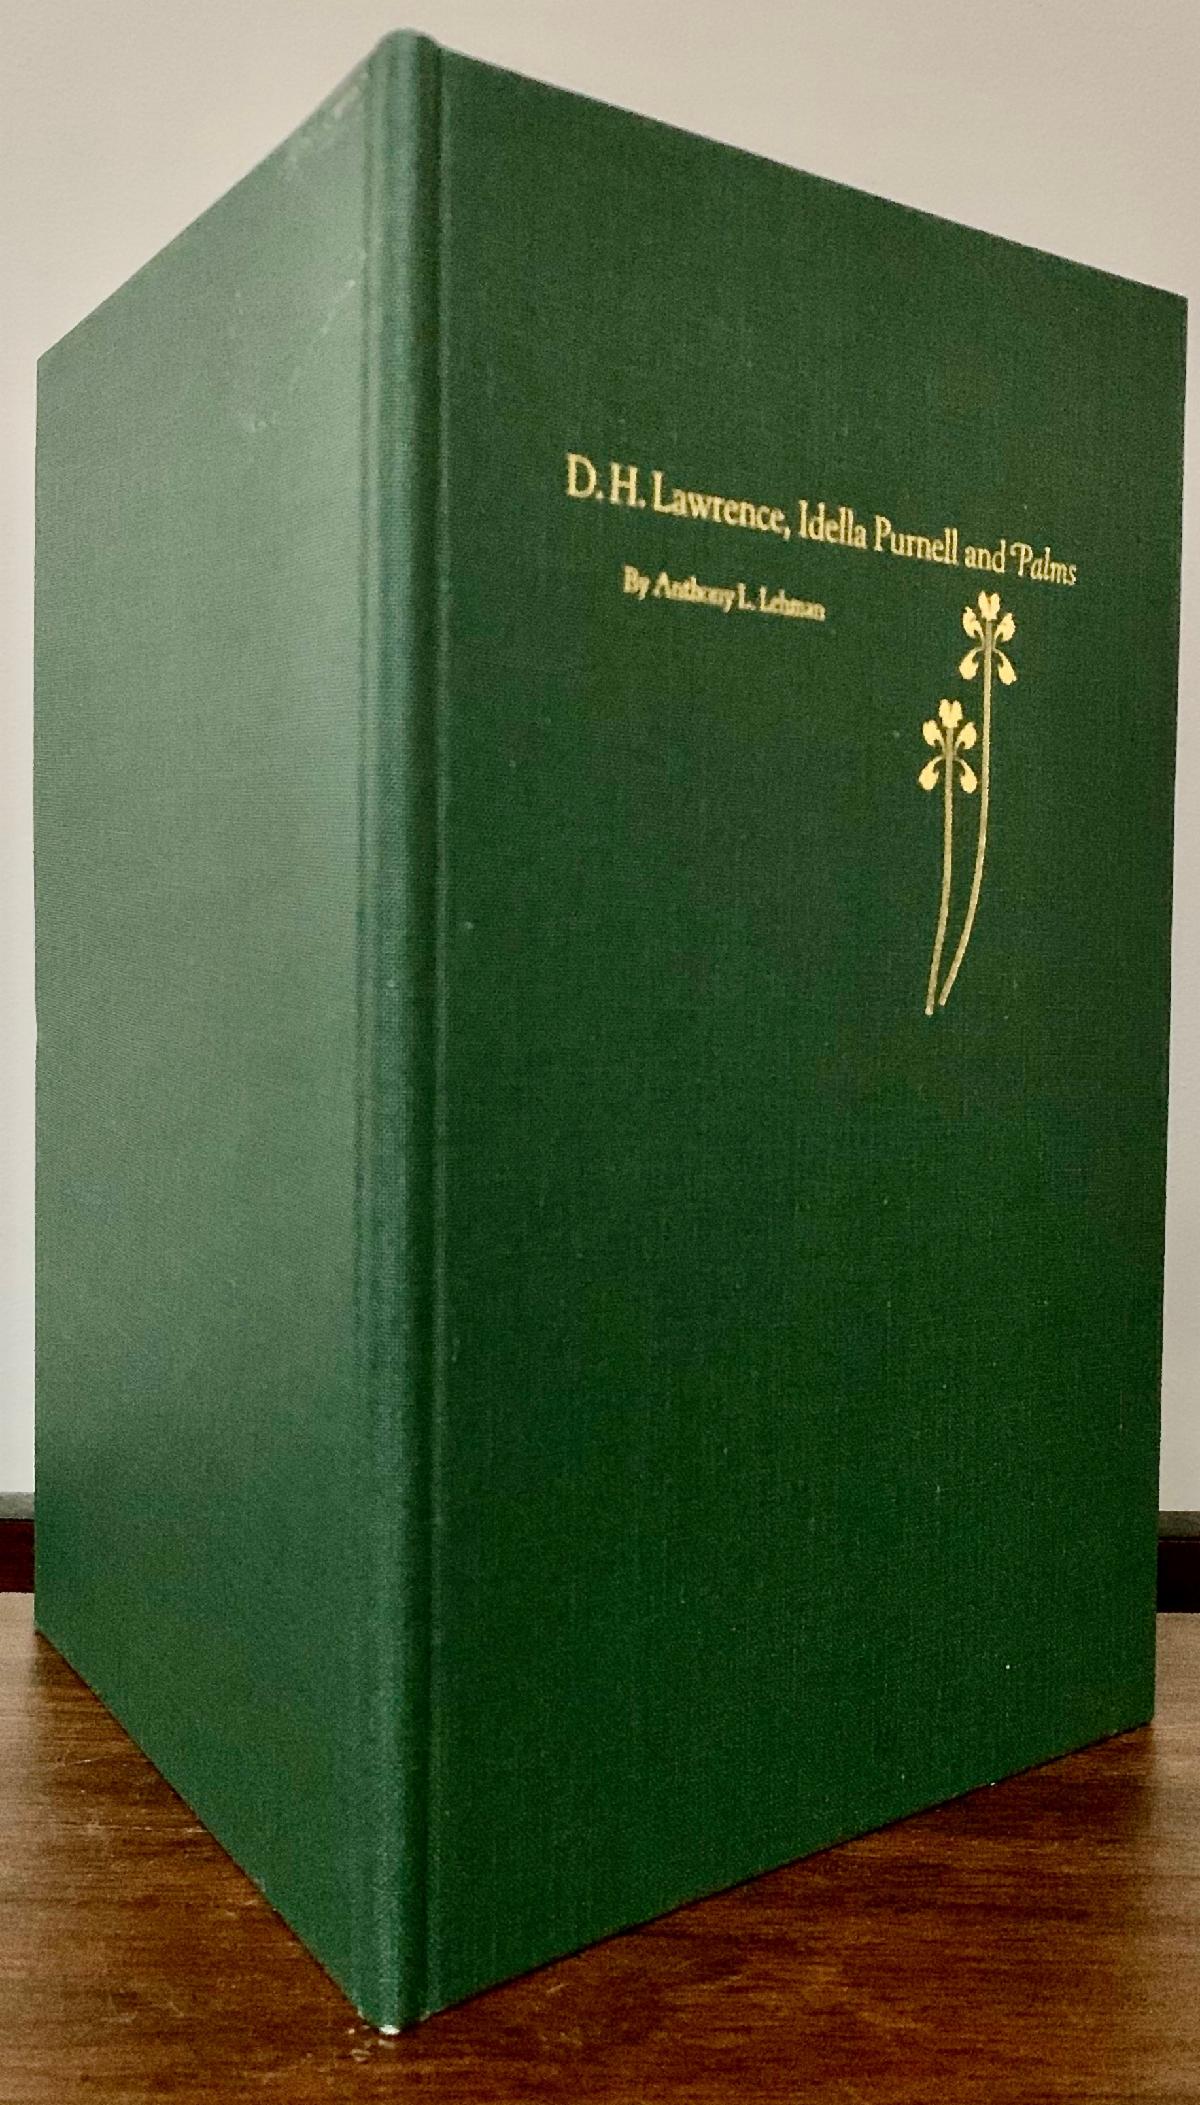 D. H. Lawrence, Idella Purnell and Palms
By Anthony L. Lehman